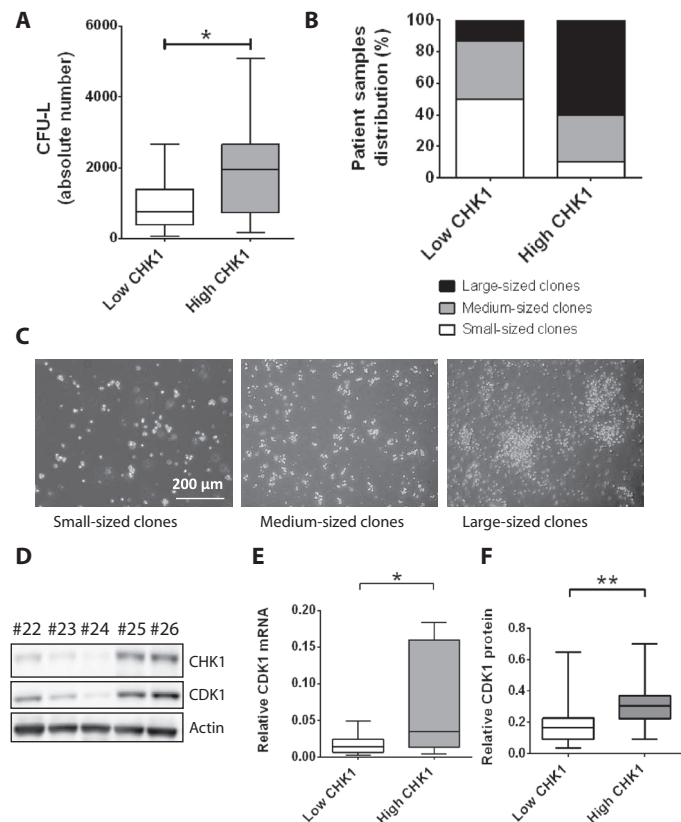 A
*
6000
4000
2000
0
CFU-L
(absolute number)
Low CHK1
High CHK1
B
100
80
60
40
20
0
Patient samples
distribution (%)
Low CHK1
High CHK1
Large-sized clones
Medium-sized clones
Small-sized clones
C
200 µm
Small-sized clones
Medium-sized clones
Large-sized clones
D
#22 #23 #24 #25 #26
CHK1
CDK1
Actin
E
*
0.20
0.15
0.10
0.05
0.00
Relative CDK1 mRNA
Low CHK1
High CHK1
F
**
0.8
0.6
0.4
0.2
0.0
Relative CDK1 protein
Low CHK1
High CHK1